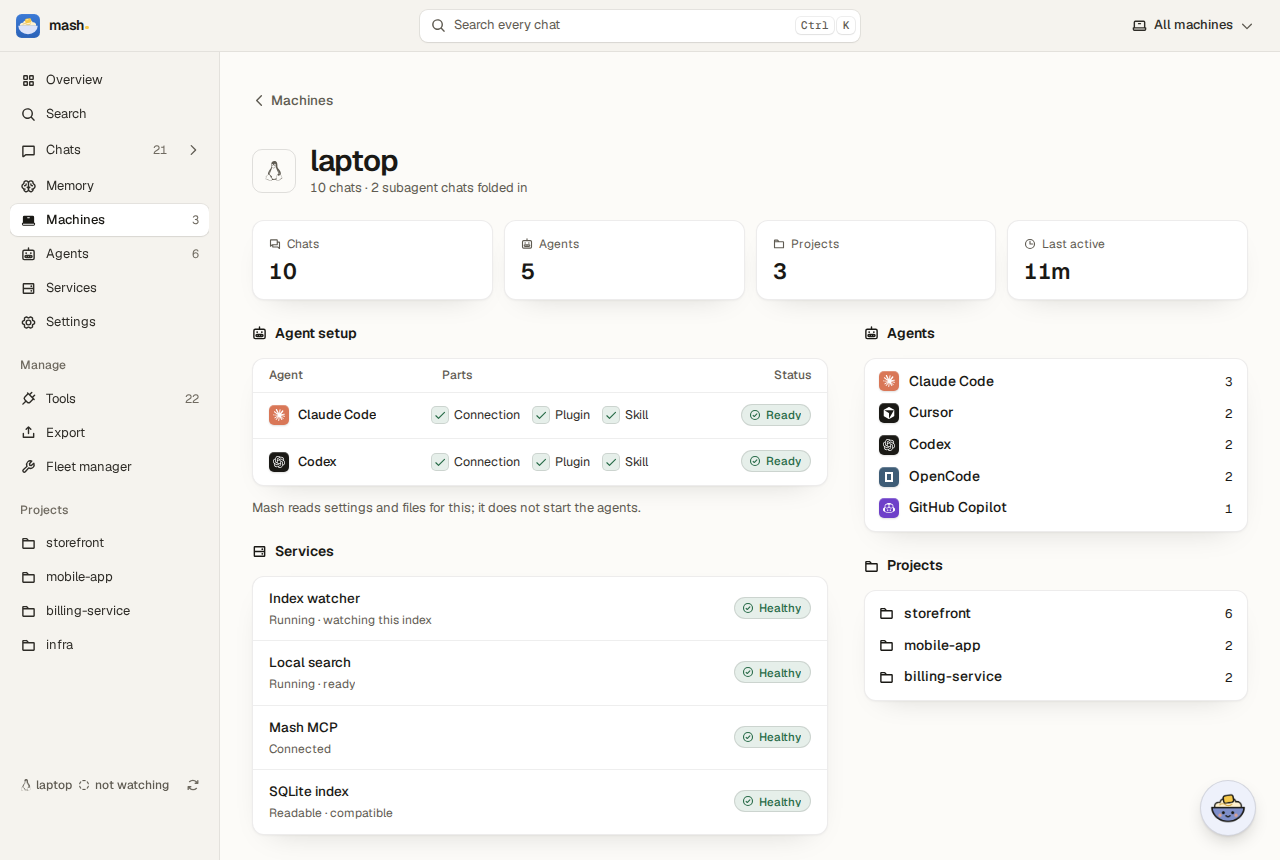 mash.
Search every chat
Ctrl K
All machines
Overview
Search
Chats 21
Memory
Machines 3
Agents 6
Services
Settings
Manage
Tools 22
Export
Fleet manager
Projects
storefront
mobile-app
billing-service
infra
laptop not watching
Machines
laptop
10 chats · 2 subagent chats folded in
Chats
10
Agents
5
Projects
3
Last active
11m
Agent setup
Agent Parts Status
Claude Code Connection Plugin Skill Ready
Codex Connection Plugin Skill Ready
Mash reads settings and files for this; it does not start the agents.
Services
Index watcher
Running · watching this index
Healthy
Local search
Running · ready
Healthy
Mash MCP
Connected
Healthy
SQLite index
Readable · compatible
Healthy
Agents
Claude Code 3
Cursor 2
Codex 2
OpenCode 2
GitHub Copilot 1
Projects
storefront 6
mobile-app 2
billing-service 2